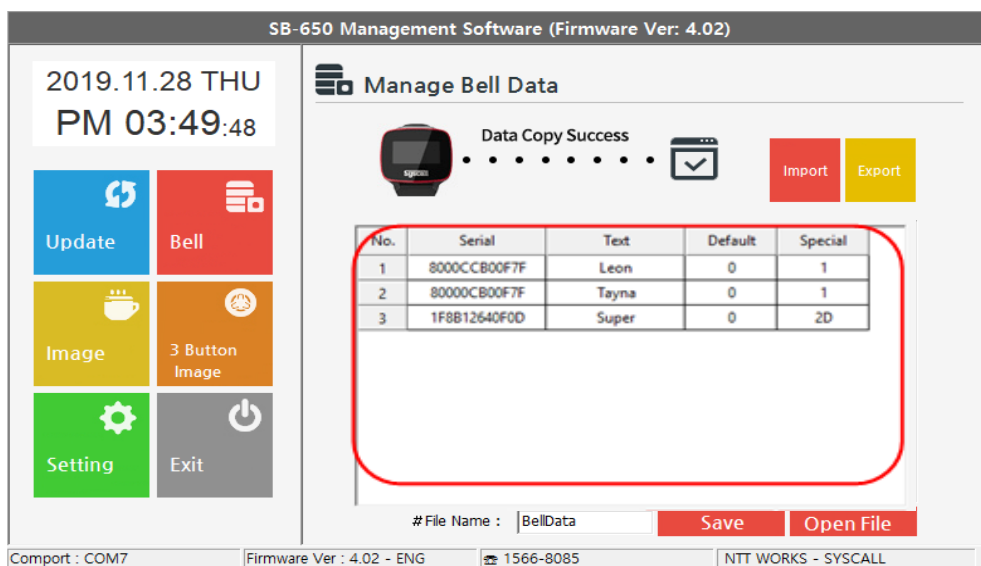 SB-650 Management Software (Firmware Ver: 4.02)
2019.11.28 THU
PM 03:49:48
Update
Bell
Image
3 Button
Image
Setting
Exit
Manage Bell Data
Data Copy Success
Import
Export
No. Serial Text Default Special
1 8000CCB00F7F Leon 0 1
2 80000CB00F7F Tayna 0 1
3 1F8B12640F0D Super 0 2D
#File Name : BellData Save Open File
Comport : COM7 Firmware Ver : 4.02 - ENG ☎ 1566-8085 NTT WORKS - SYSCALL